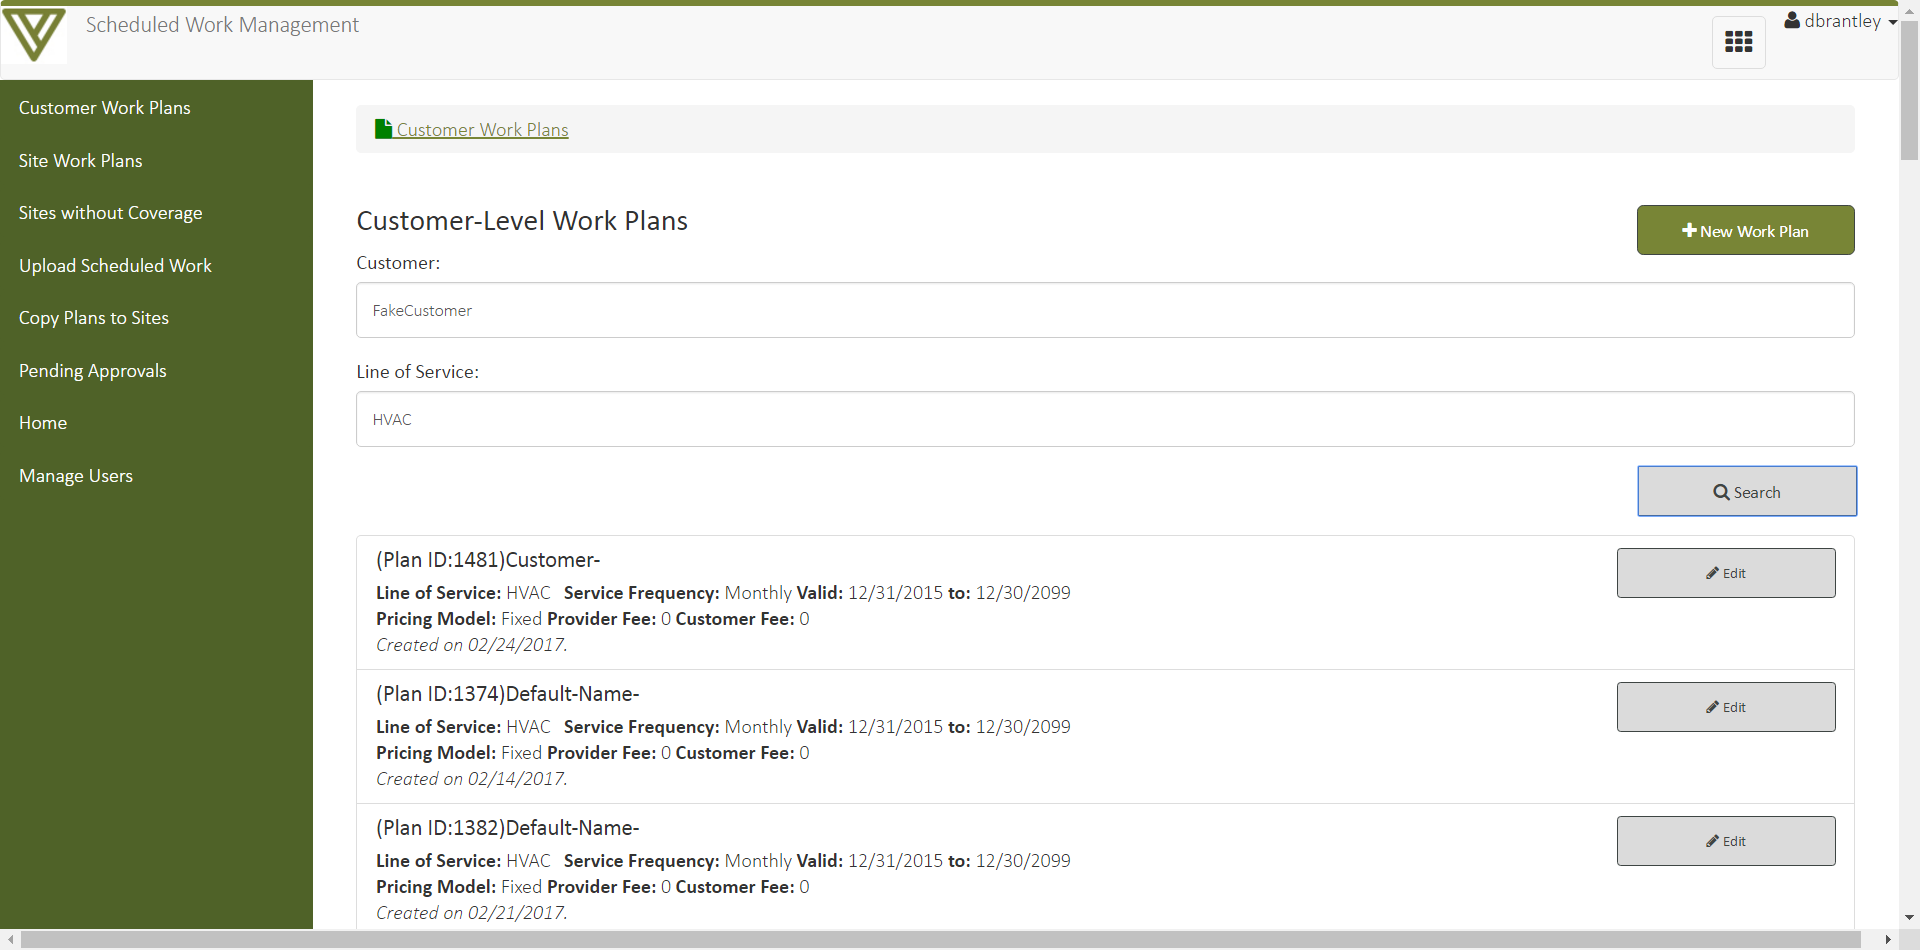 Scheduled Work Management
dbrantley
Customer Work Plans
Site Work Plans
Sites without Coverage
Upload Scheduled Work
Copy Plans to Sites
Pending Approvals
Home
Manage Users
Customer Work Plans
Customer-Level Work Plans
New Work Plan
Customer:
FakeCustomer
Line of Service:
HVAC
Search
(Plan ID:1481)Customer-
Edit
Line of Service: HVAC Service Frequency: Monthly Valid: 12/31/2015 to: 12/30/2099
Pricing Model: Fixed Provider Fee: 0 Customer Fee: 0
Created on 02/24/2017.
(Plan ID:1374)Default-Name-
Edit
Line of Service: HVAC Service Frequency: Monthly Valid: 12/31/2015 to: 12/30/2099
Pricing Model: Fixed Provider Fee: 0 Customer Fee: 0
Created on 02/14/2017.
(Plan ID:1382)Default-Name-
Edit
Line of Service: HVAC Service Frequency: Monthly Valid: 12/31/2015 to: 12/30/2099
Pricing Model: Fixed Provider Fee: 0 Customer Fee: 0
Created on 02/21/2017.